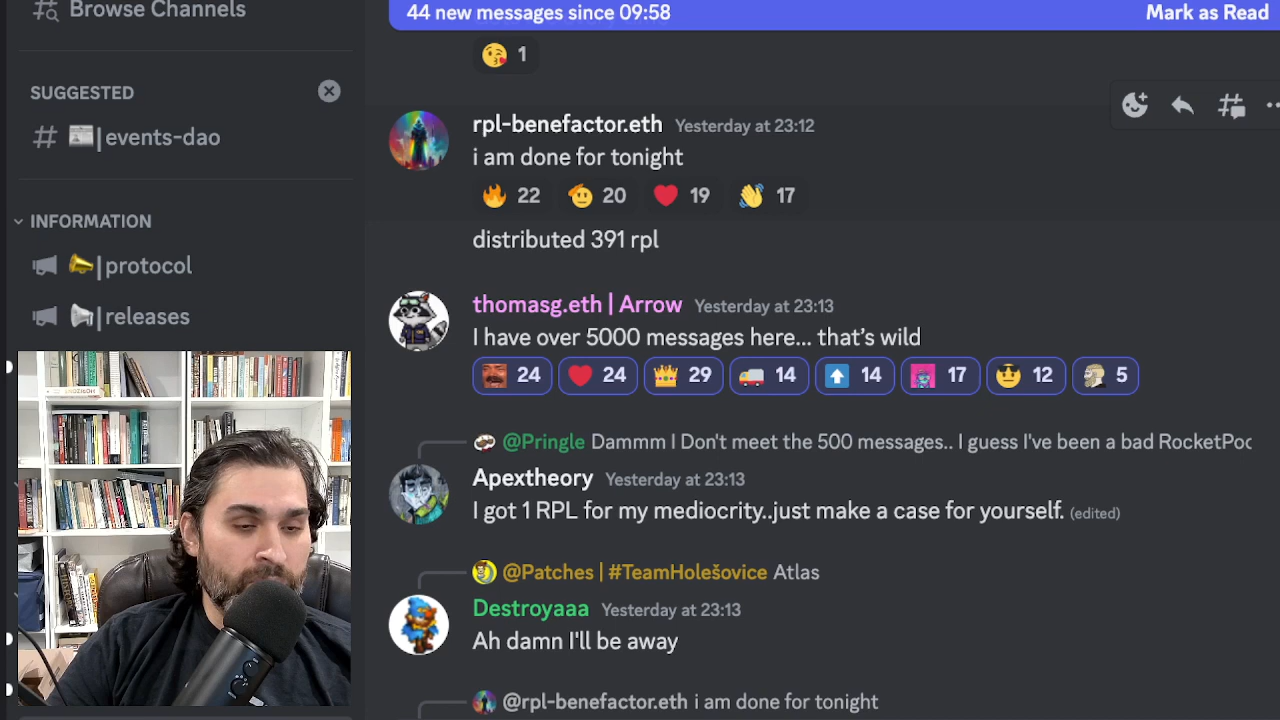 Browse Channels
44 new messages since 09:58
Mark as Read
1
SUGGESTED
events-dao
INFORMATION
protocol
releases
rpl-benefactor.eth Yesterday at 23:12
i am done for tonight
22 20 19 17
distributed 391 rpl
thomasg.eth | Arrow Yesterday at 23:13
I have over 5000 messages here... that's wild
24 24 29 14 14 17 12 5
@Pringle Dammm I Don't meet the 500 messages.. I guess I've been a bad RocketPoo
Apextheory Yesterday at 23:13
I got 1 RPL for my mediocrity..just make a case for yourself. (edited)
@Patches | #TeamHolešovice Atlas
Destroyaaa Yesterday at 23:13
Ah damn I'll be away
@rpl-benefactor.eth i am done for tonight